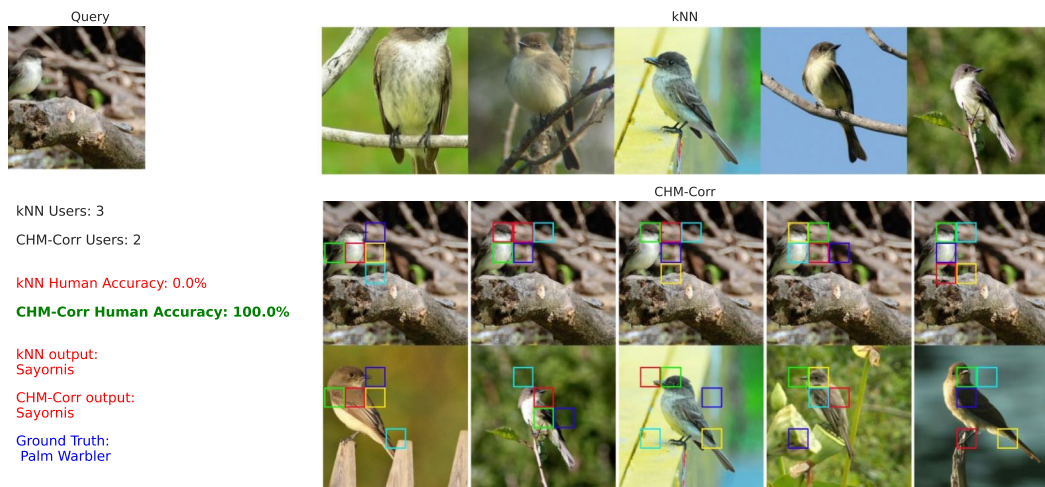 Query
kNN
kNN Users: 3
CHM-Corr Users: 2
kNN Human Accuracy: 0.0%
CHM-Corr Human Accuracy: 100.0%
kNN output:
Sayornis
CHM-Corr output:
Sayornis
Ground Truth:
Palm Warbler
CHM-Corr